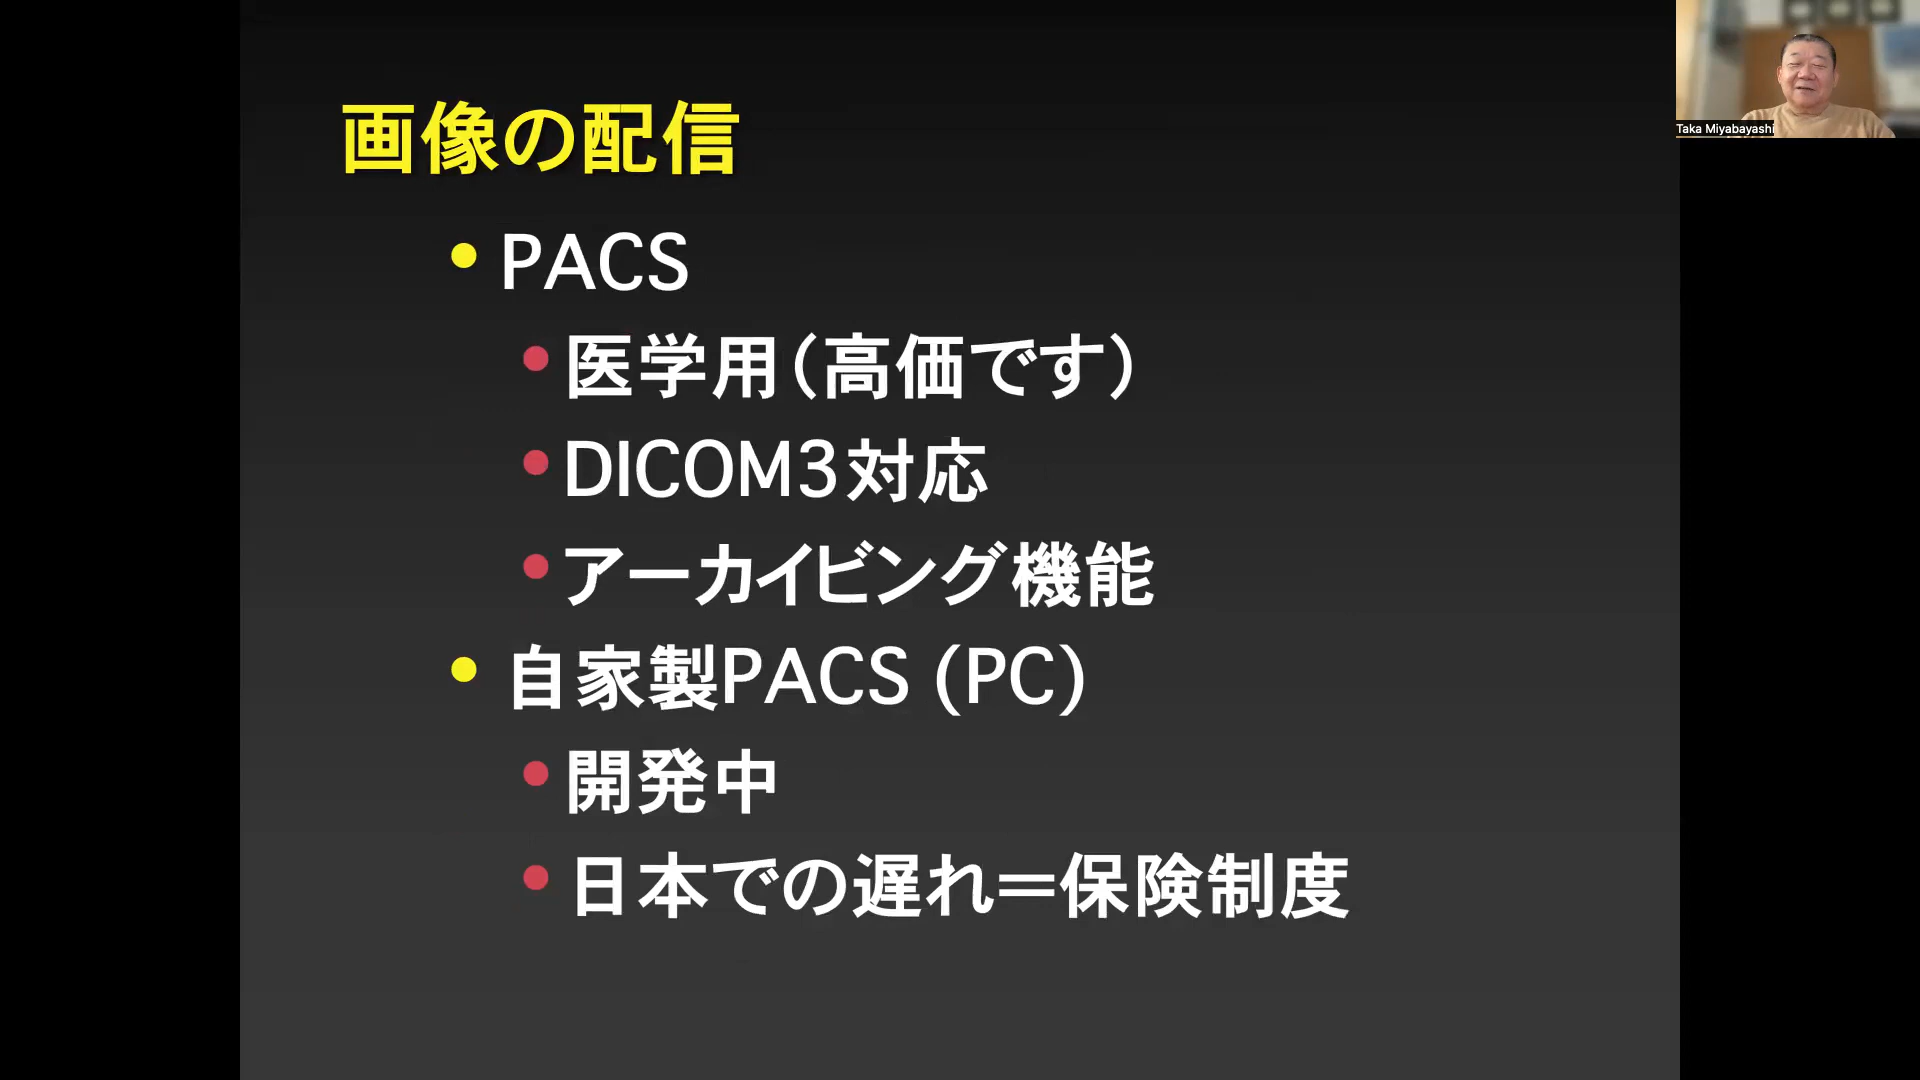 画像の配信
PACS
医学用（高価です）
DICOM3対応
アーカイビング機能
自家製PACS (PC)
開発中
日本での遅れ＝保険制度
Taka Miyabayashi